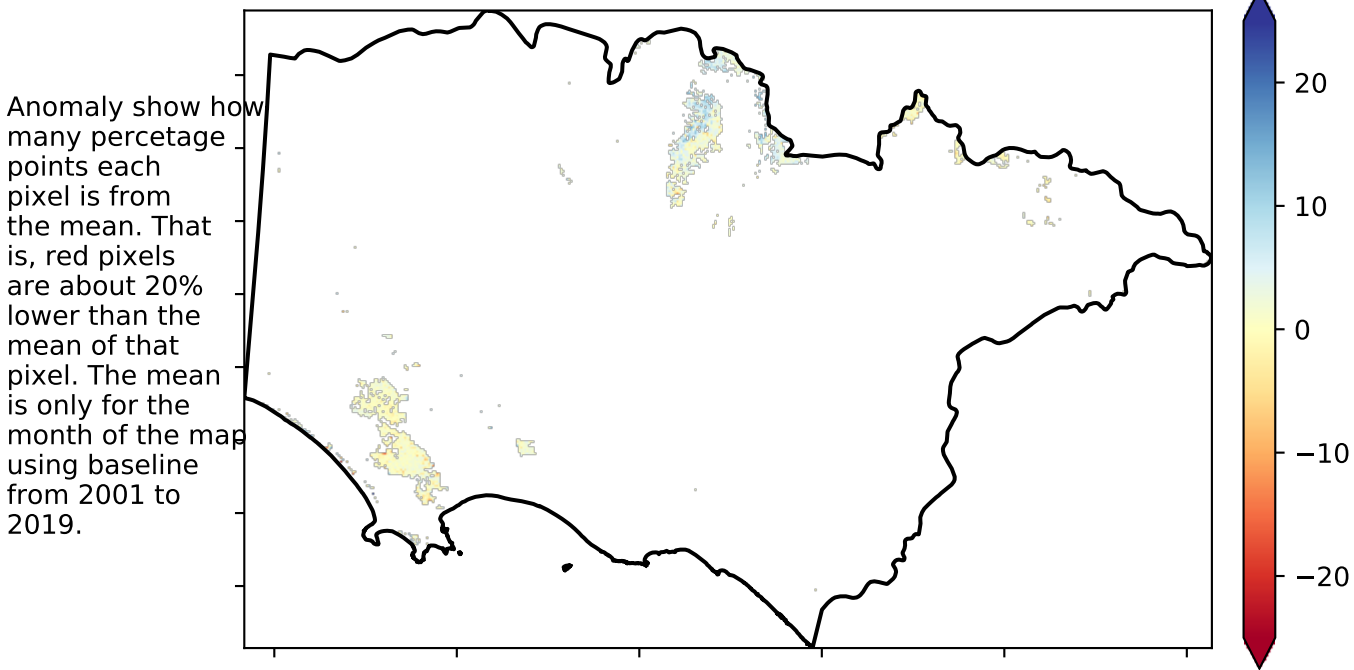 Anomaly show how
many percetage
points each
pixel is from
the mean. That
is, red pixels
are about 20%
lower than the
mean of that
pixel. The mean
is only for the
month of the map
using baseline
from 2001 to
2019.
20
10
0
−10
−20